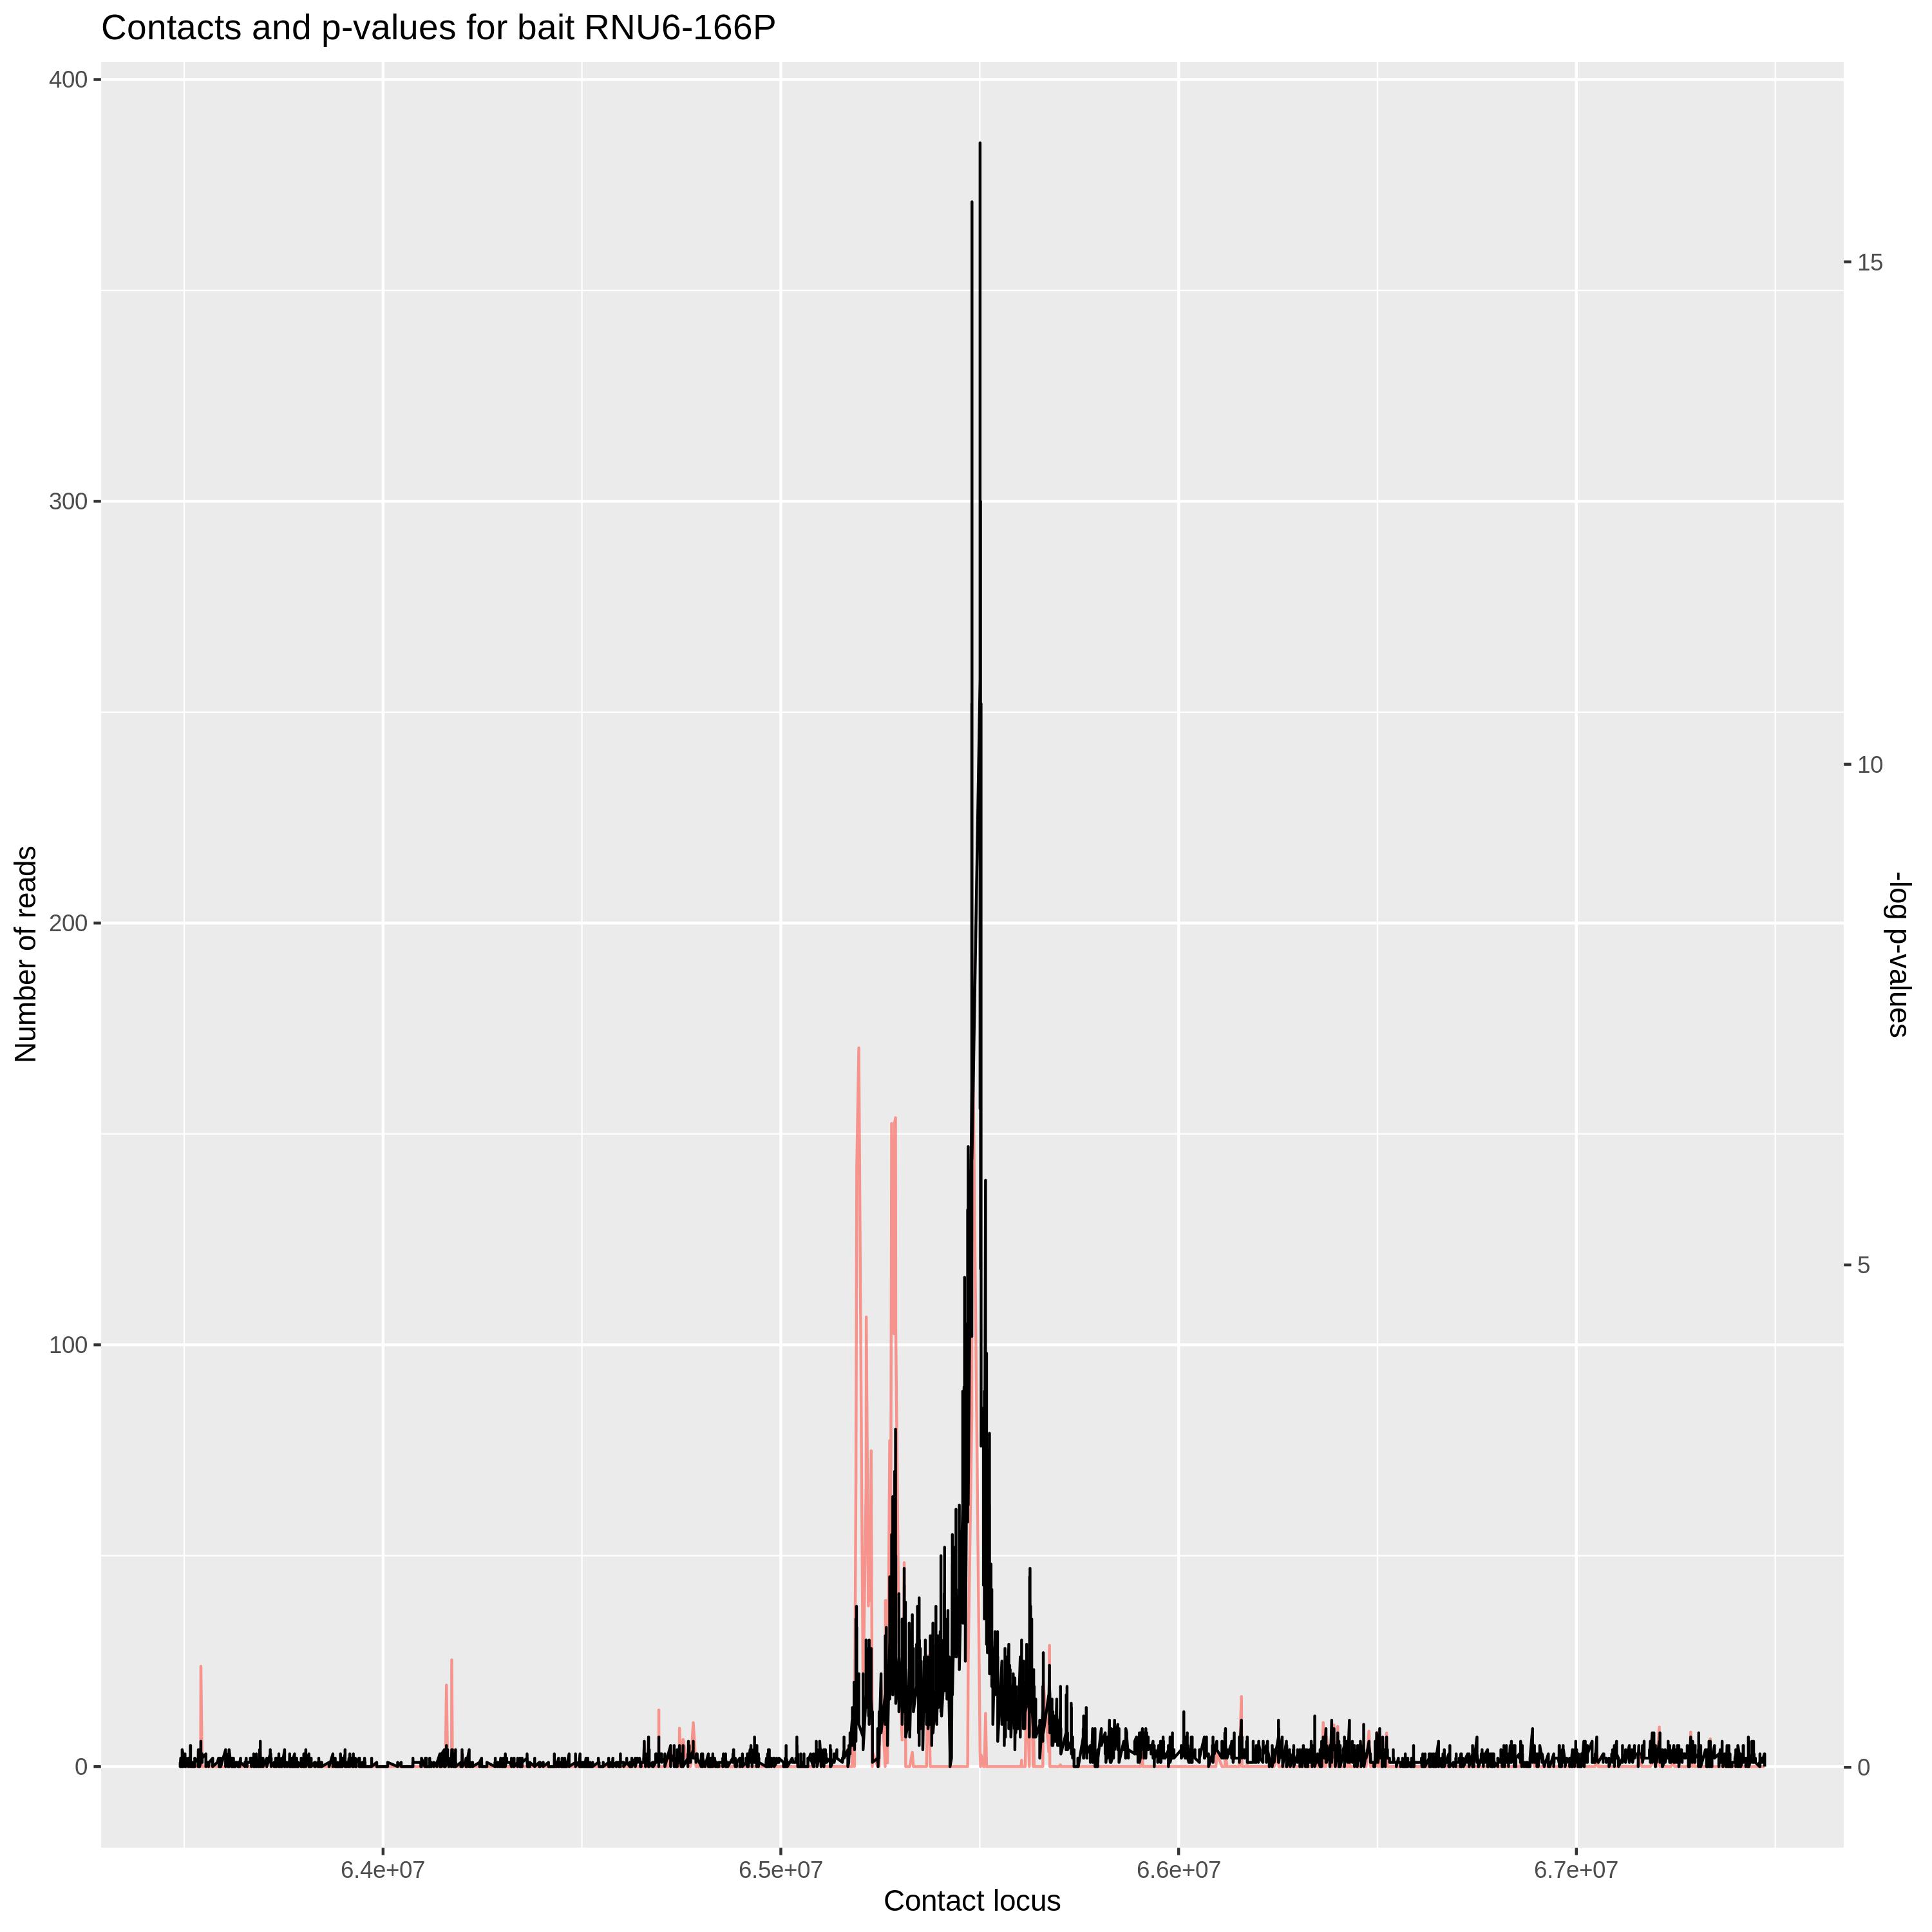 Contacts and p-values for bait RNU6-166P
400
300
200
100
0
15
10
5
0
Number of reads
-log p-values
6.4e+07 6.5e+07 6.6e+07 6.7e+07
Contact locus